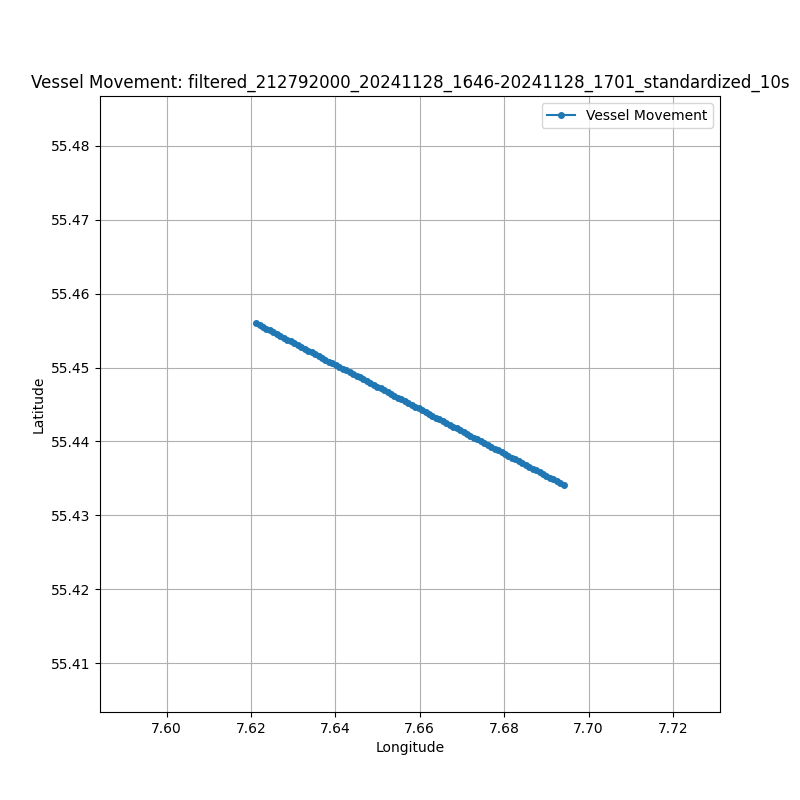 Vessel Movement: filtered_212792000_20241128_1646-20241128_1701_standardized_10s
Vessel Movement
55.48
55.47
55.46
55.45
55.44
55.43
55.42
55.41
Latitude
7.60 7.62 7.64 7.66 7.68 7.70 7.72
Longitude